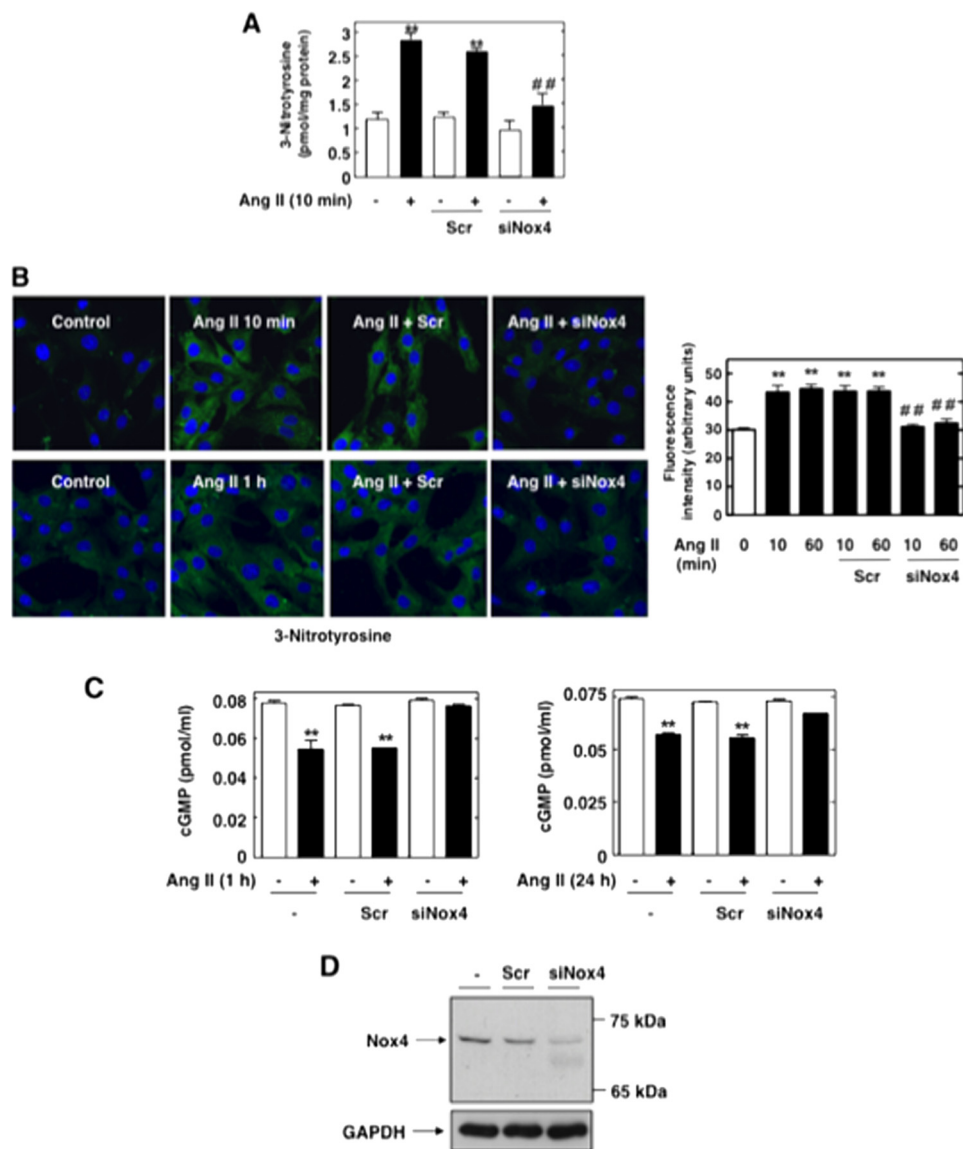 A
3-Nitrotyrosine
(pmol/mg protein)
3
2.5
2
1.5
1
0.5
0
** ** ##
Ang II (10 min) - + - + - +
Scr siNox4
B
Control Ang II 10 min Ang II + Scr Ang II + siNox4
Control Ang II 1 h Ang II + Scr Ang II + siNox4
3-Nitrotyrosine
Fluorescence
intensity (arbitrary units)
50
40
30
20
10
0
** ** ** ** ## ##
Ang II 0 10 60 10 60 10 60
(min) Scr siNox4
C
cGMP (pmol/ml)
0.08
0.06
0.04
0.02
0
** **
Ang II (1 h) - + - + - +
- Scr siNox4
cGMP (pmol/ml)
0.075
0.05
0.025
0
** **
Ang II (24 h) - + - + - +
- Scr siNox4
D
- Scr siNox4
75 kDa
Nox4
65 kDa
GAPDH